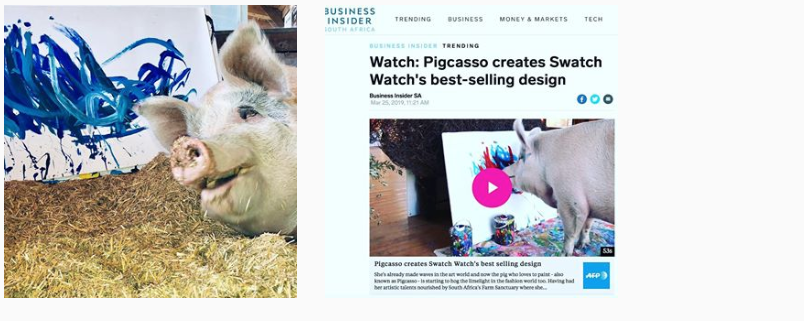 BUSINESS
INSIDER
SOUTH AFRICA
TRENDING BUSINESS MONEY & MARKETS TECH
BUSINESS INSIDER TRENDING
Watch: Pigcasso creates Swatch
Watch's best-selling design
Business Insider SA
Mar 25, 2019, 11:21 AM
53s
Pigcasso creates Swatch Watch's best selling design
She's already made waves in the art world and now the pig who loves to paint - also
known as Pigcasso - is starting to hog the limelight in the fashion world too. Having had
her artistic talents nourished by South Africa's Farm Sanctuary where she...
AFP